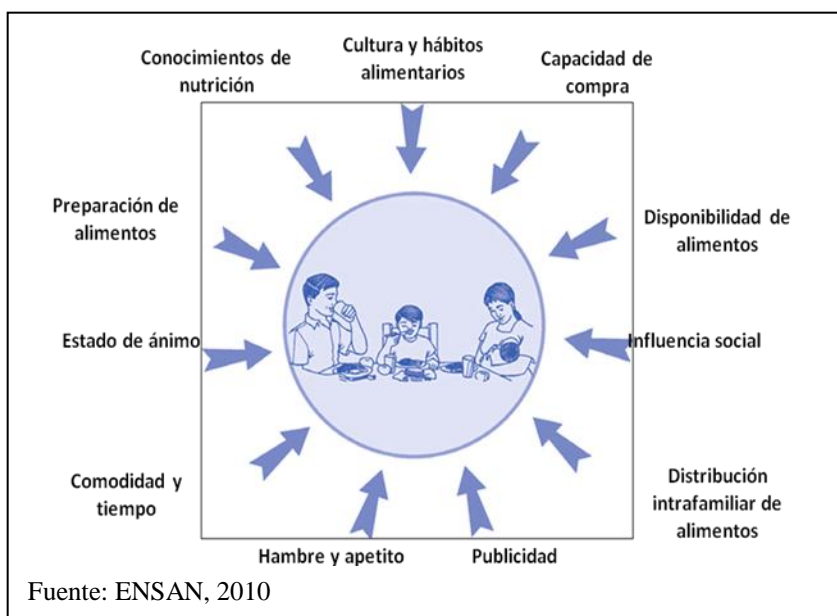 Conocimientos de
nutrición
Cultura y hábitos
alimentarios
Capacidad de
compra
Preparación de
alimentos
Disponibilidad de
alimentos
Estado de ánimo
Influencia social
Comodidad y
tiempo
Distribución
intrafamiliar de
alimentos
Hambre y apetito
Publicidad
Fuente: ENSAN, 2010